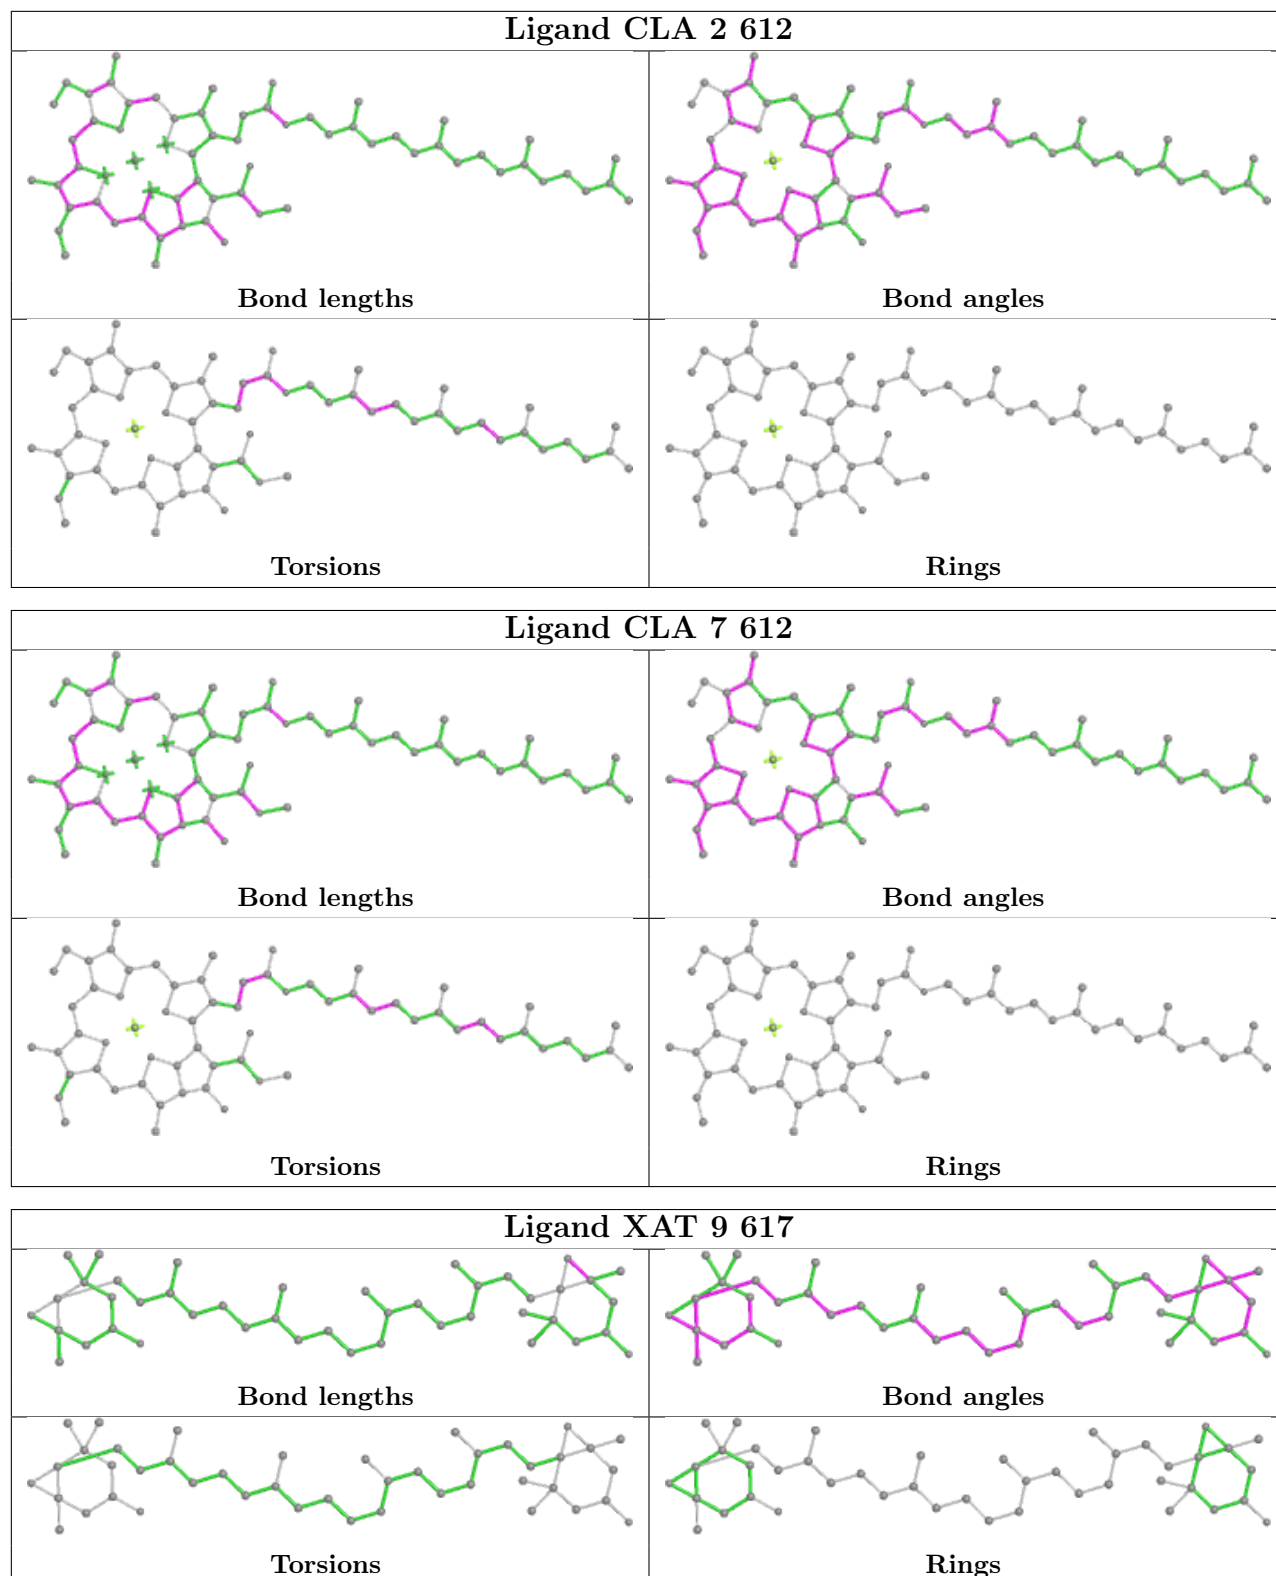 Ligand CLA 2 612
Bond lengths
Bond angles
Torsions
Rings
Ligand CLA 7 612
Bond lengths
Bond angles
Torsions
Rings
Ligand XAT 9 617
Bond lengths
Bond angles
Torsions
Rings